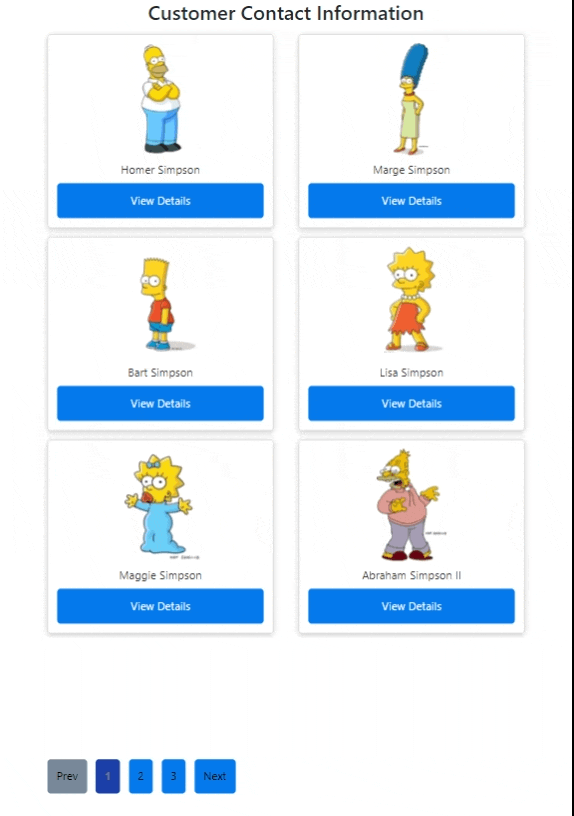 Customer Contact Information
Homer Simpson
Marge Simpson
View Details
View Details
Bart Simpson
Lisa Simpson
View Details
View Details
Maggie Simpson
Abraham Simpson II
View Details
View Details
Prev 1 2 3 Next